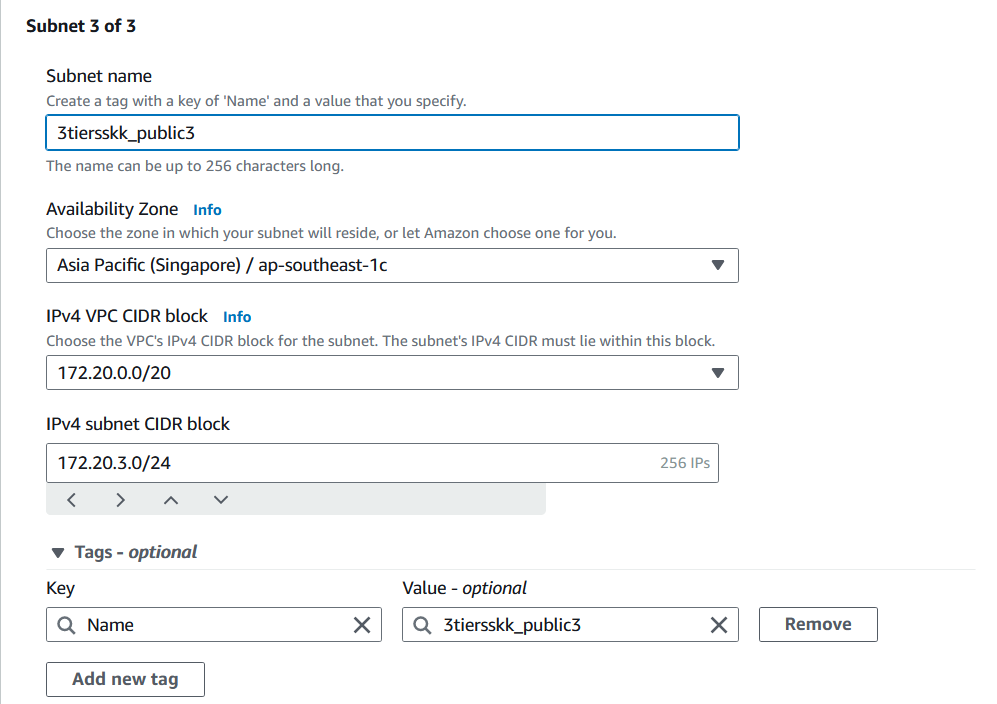 Subnet 3 of 3
Subnet name
Create a tag with a key of 'Name' and a value that you specify.
3tiersskk_public3
The name can be up to 256 characters long.
Availability Zone Info
Choose the zone in which your subnet will reside, or let Amazon choose one for you.
Asia Pacific (Singapore) / ap-southeast-1c
IPv4 VPC CIDR block Info
Choose the VPC's IPv4 CIDR block for the subnet. The subnet's IPv4 CIDR must lie within this block.
172.20.0.0/20
IPv4 subnet CIDR block
172.20.3.0/24 256 IPs
Tags - optional
Key Value - optional
Name 3tiersskk_public3 Remove
Add new tag